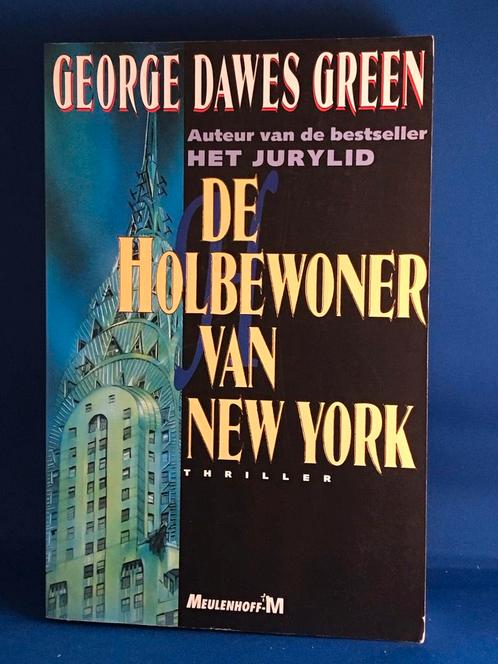 GEORGE DAWES GREEN
Auteur van de bestseller
HET JURYLID
DE
HOLBEWONER
VAN
NEW YORK
THRILLER
MEULENHOFF-M